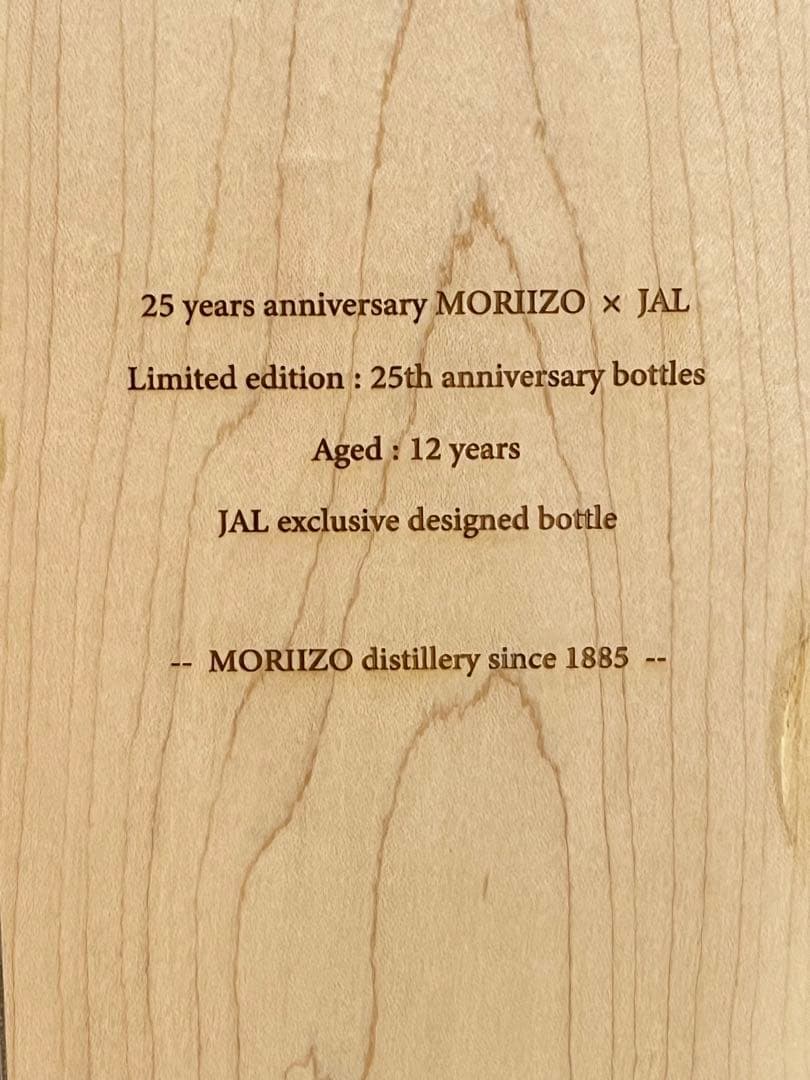 25 years anniversary MORIIZO × JAL
Limited edition : 25th anniversary bottles
Aged : 12 years
JAL exclusive designed bottle
-- MORIIZO distillery since 1885 --